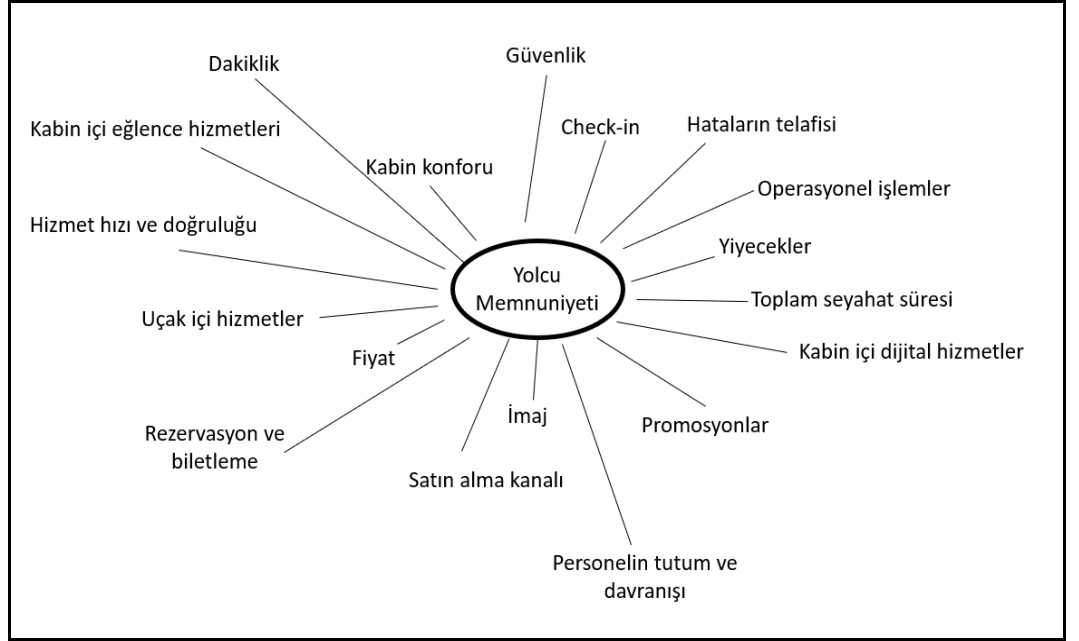 Güvenlik
Dakiklik
Check-in
Hataların telafisi
Kabin içi eğlence hizmetleri
Kabin konforu
Operasyonel işlemler
Hizmet hızı ve doğruluğu
Yiyecekler
Yolcu
Memnuniyeti
Toplam seyahat süresi
Uçak içi hizmetler
Kabin içi dijital hizmetler
Fiyat
İmaj
Promosyonlar
Rezervasyon ve
biletleme
Satın alma kanalı
Personelin tutum ve
davranışı